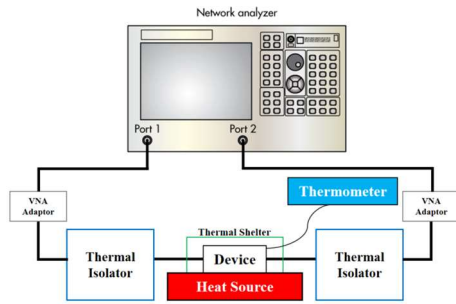 Network analyzer
Port 1
Port 2
VNA
Adaptor
Thermometer
VNA
Adaptor
Thermal Shelter
Thermal
Isolator
Device
Thermal
Isolator
Heat Source